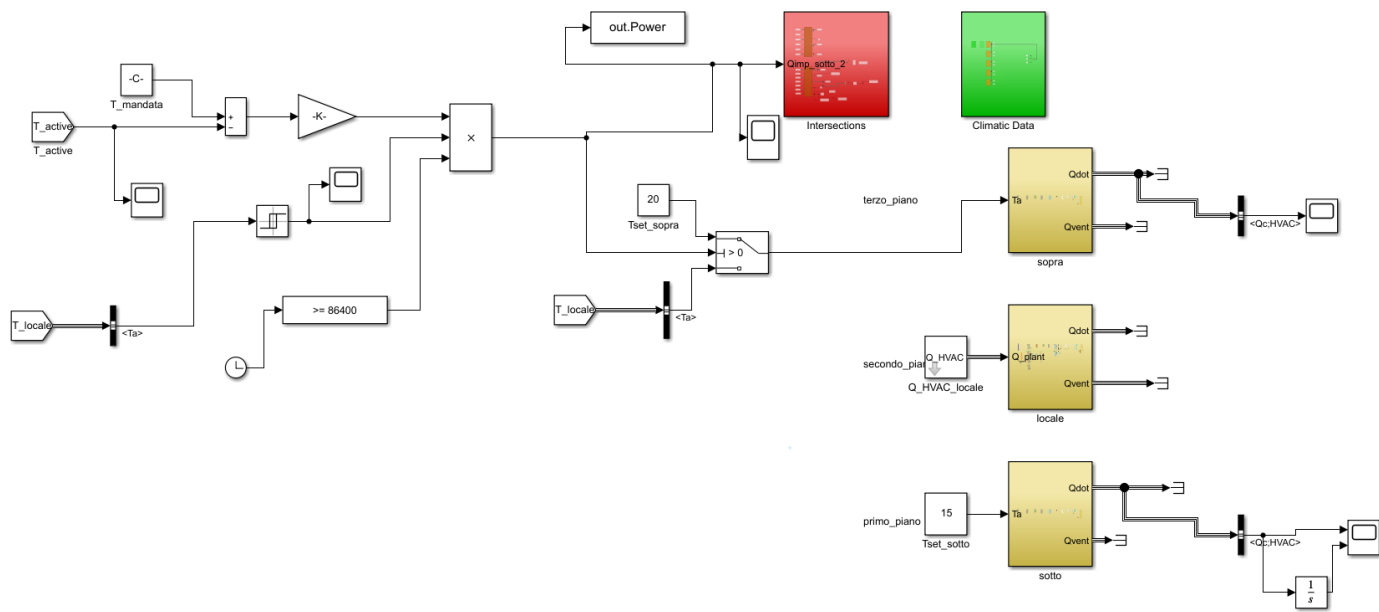 out.Power
-C-
T_mandata
+
−
-K-
T_active
T_active
×
Qimp_sotto_2
Intersections
Climatic Data
20
Tset_sopra
> 0
T_locale
<Ta>
T_locale
<Ta>
>= 86400
terzo_piano
Ta
Qdot
Qvent
sopra
<Qc;HVAC>
secondo_pian
Q_HVAC
Q_HVAC_locale
Q_plant
Qdot
Qvent
locale
primo_piano
15
Tset_sotto
Ta
Qdot
Qvent
sotto
<Qc;HVAC>
1
s